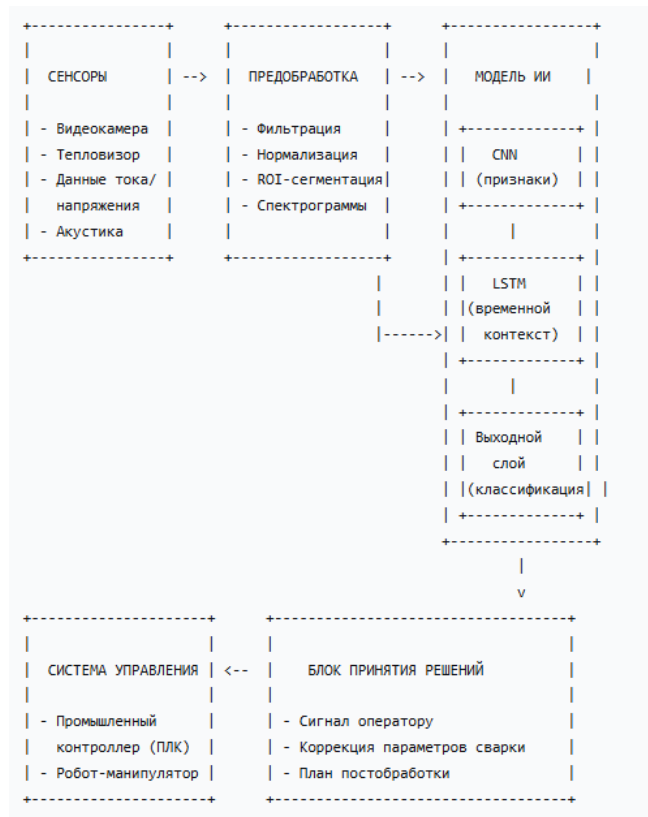 СЕНСОРЫ
- Видеокамера
- Тепловизор
- Данные тока/
напряжения
- Акустика
ПРЕДОБРАБОТКА
- Фильтрация
- Нормализация
- ROI-сегментация
- Спектрограммы
МОДЕЛЬ ИИ
CNN
(признаки)
LSTM
(временной
контекст)
Выходной
слой
(классификация
СИСТЕМА УПРАВЛЕНИЯ
- Промышленный
контроллер (ПЛК)
- Робот-манипулятор
БЛОК ПРИНЯТИЯ РЕШЕНИЙ
- Сигнал оператору
- Коррекция параметров сварки
- План постобработки